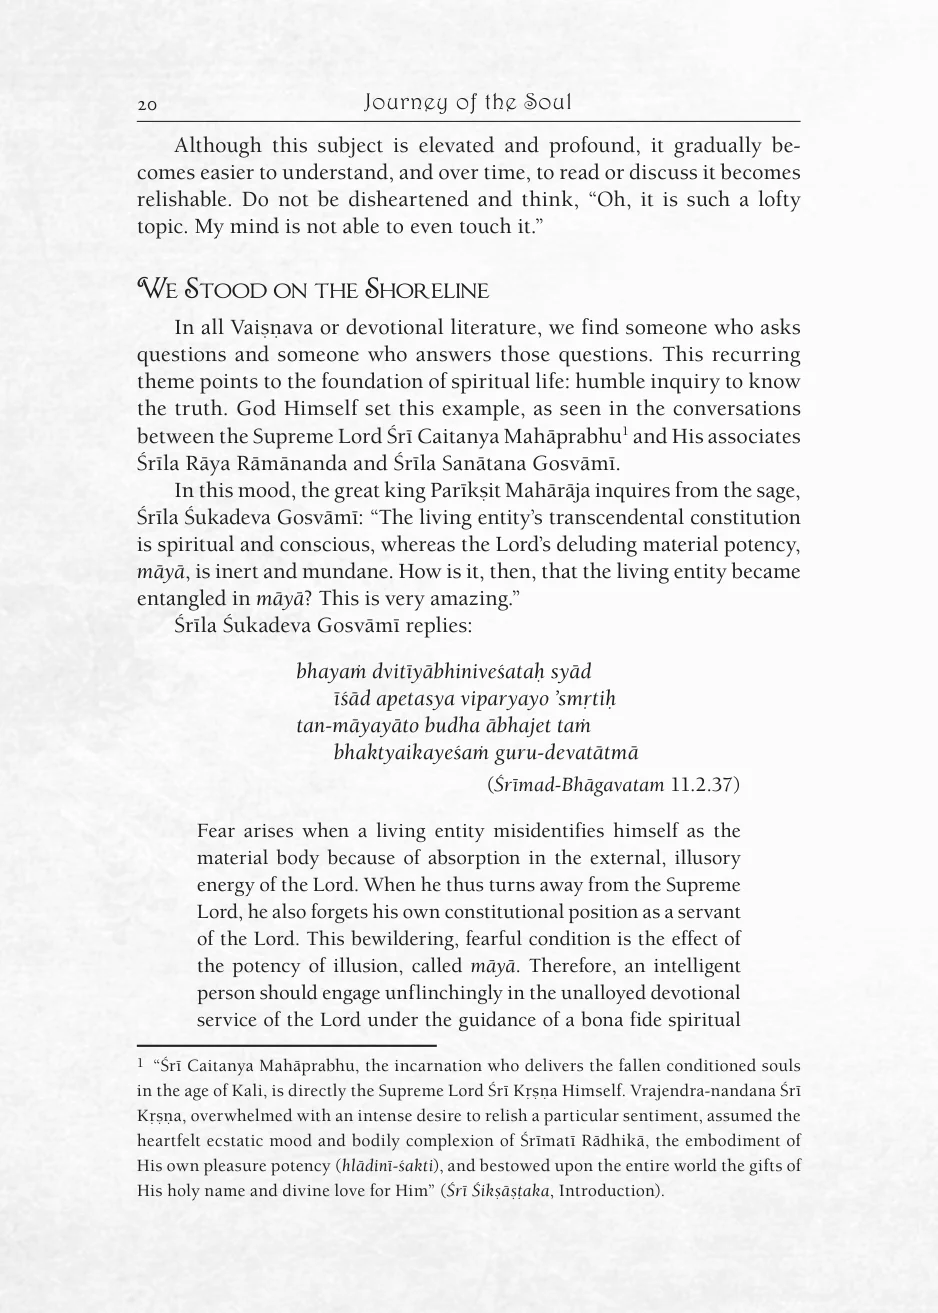 20
Journey of the Soul
Although this subject is elevated and profound, it gradually be-
comes easier to understand, and over time, to read or discuss it becomes
relishable. Do not be disheartened and think, “Oh, it is such a lofty
topic. My mind is not able to even touch it.”
We Stood on the Shoreline
In all Vaiṣṇava or devotional literature, we find someone who asks
questions and someone who answers those questions. This recurring
theme points to the foundation of spiritual life: humble inquiry to know
the truth. God Himself set this example, as seen in the conversations
between the Supreme Lord Śrī Caitanya Mahāprabhu1 and His associates
Śrīla Rāya Rāmānanda and Śrīla Sanātana Gosvāmī.
In this mood, the great king Parīkṣit Mahārāja inquires from the sage,
Śrīla Śukadeva Gosvāmī: “The living entity’s transcendental constitution
is spiritual and conscious, whereas the Lord’s deluding material potency,
māyā, is inert and mundane. How is it, then, that the living entity became
entangled in māyā? This is very amazing.”
Śrīla Śukadeva Gosvāmī replies:
bhayaṁ dvitīyābhiniveśataḥ syād
īśād apetasya viparyayo ’smṛtiḥ
tan-māyayāto budha ābhajet taṁ
bhaktyaikayeśaṁ guru-devatātmā
(Śrīmad-Bhāgavatam 11.2.37)
Fear arises when a living entity misidentifies himself as the
material body because of absorption in the external, illusory
energy of the Lord. When he thus turns away from the Supreme
Lord, he also forgets his own constitutional position as a servant
of the Lord. This bewildering, fearful condition is the effect of
the potency of illusion, called māyā. Therefore, an intelligent
person should engage unflinchingly in the unalloyed devotional
service of the Lord under the guidance of a bona fide spiritual
1 “Śrī Caitanya Mahāprabhu, the incarnation who delivers the fallen conditioned souls
in the age of Kali, is directly the Supreme Lord Śrī Kṛṣṇa Himself. Vrajendra-nandana Śrī
Kṛṣṇa, overwhelmed with an intense desire to relish a particular sentiment, assumed the
heartfelt ecstatic mood and bodily complexion of Śrīmatī Rādhikā, the embodiment of
His own pleasure potency (hlādinī-śakti), and bestowed upon the entire world the gifts of
His holy name and divine love for Him” (Śrī Śikṣāṣṭaka, Introduction).